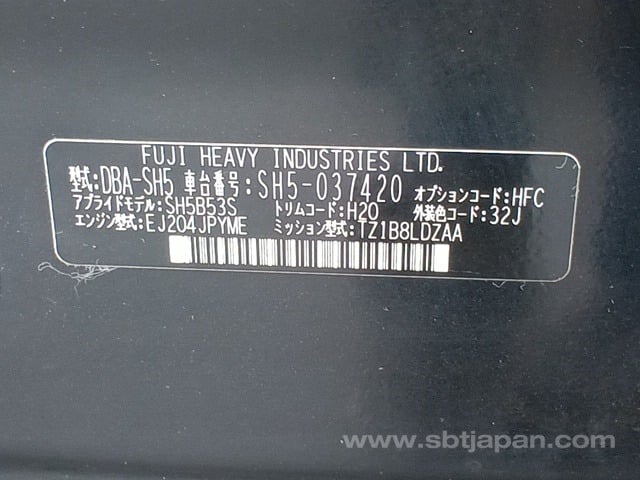 FUJI HEAVY INDUSTRIES LTD.
型式:DBA-SH5 車台番号:SH5-037420 オプションコード:HFC
アプライドモデル:SH5B53S トリムコード:H20 外装色コード:32J
エンジン型式:EJ204JPYME ミッション型式:TZ1B8LDZAA
www.sbtjapan.com